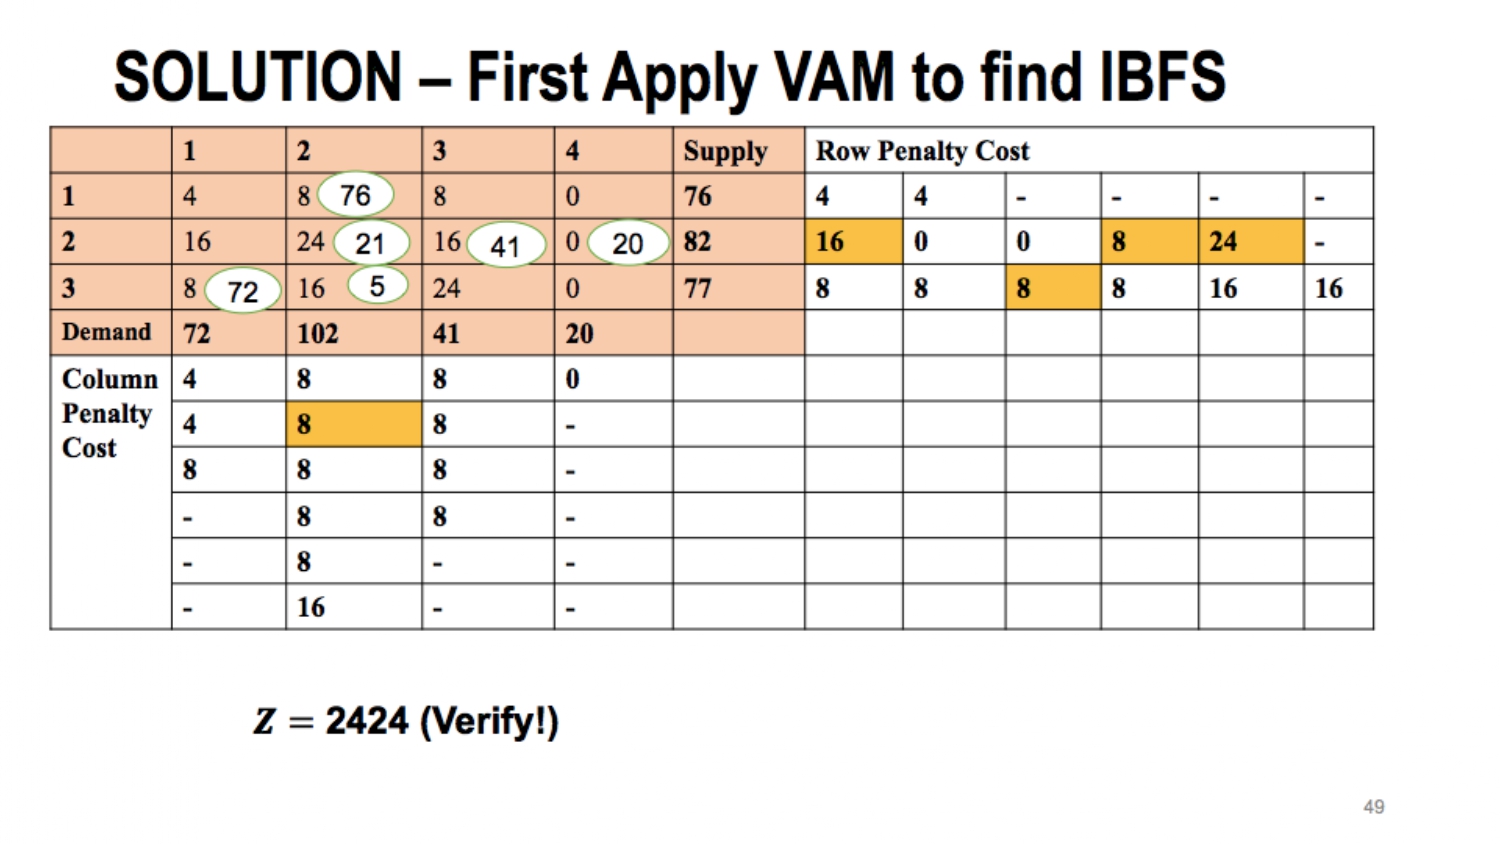 SOLUTION – First Apply VAM to find IBFS
1 2 3 4 Supply Row Penalty Cost
1 4 8 76 8 0 76 4 4 - - - -
2 16 24 21 16 41 0 20 82 16 0 0 8 24 -
3 8 72 16 5 24 0 77 8 8 8 8 16 16
Demand 72 102 41 20
Column 4 8 8 0
Penalty 4 8 8 -
Cost 8 8 8 -
- 8 8 -
- 8 - -
- 16 - -
Z = 2424 (Verify!)
49